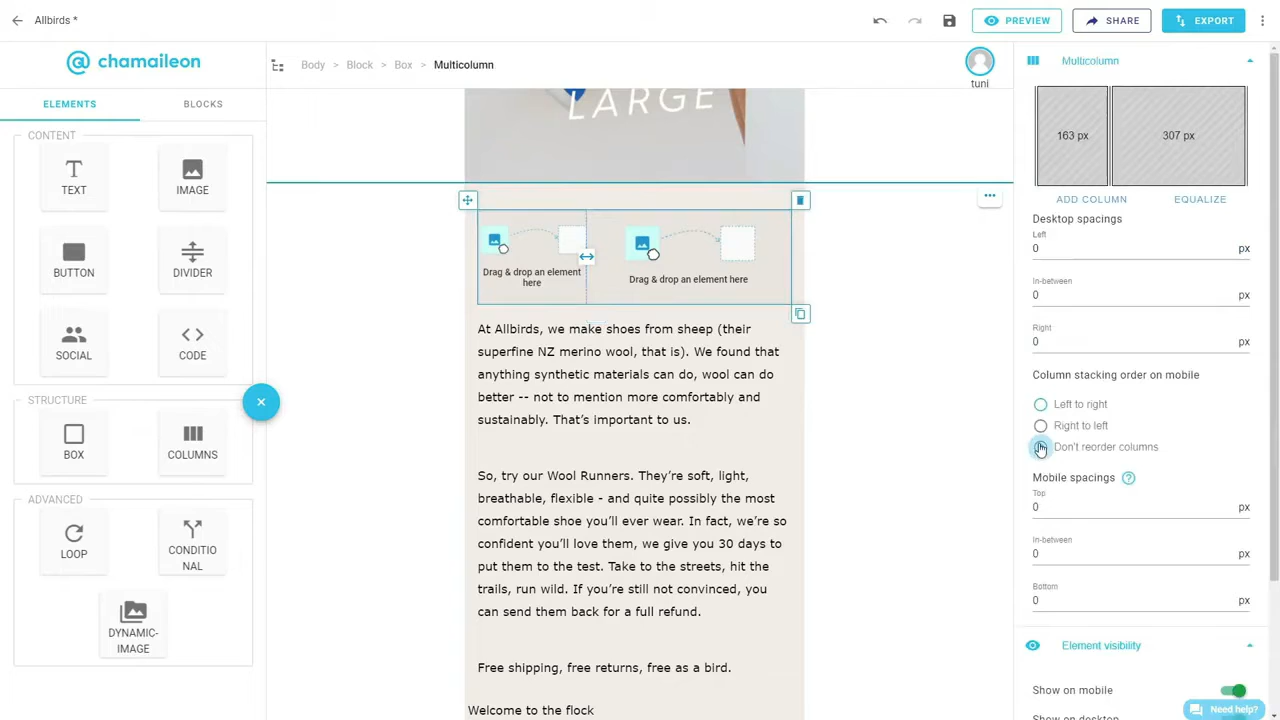 Allbirds *
PREVIEW
SHARE
EXPORT
chamaileon
Body > Block > Box > Multicolumn
tuni
Multicolumn
ELEMENTS
BLOCKS
CONTENT
TEXT
IMAGE
BUTTON
DIVIDER
SOCIAL
CODE
STRUCTURE
BOX
COLUMNS
ADVANCED
LOOP
CONDITIO
NAL
DYNAMIC-
IMAGE
LARGE
Drag & drop an element
here
Drag & drop an element here
At Allbirds, we make shoes from sheep (their
superfine NZ merino wool, that is). We found that
anything synthetic materials can do, wool can do
better -- not to mention more comfortably and
sustainably. That's important to us.
So, try our Wool Runners. They're soft, light,
breathable, flexible - and quite possibly the most
comfortable shoe you'll ever wear. In fact, we're so
confident you'll love them, we give you 30 days to
put them to the test. Take to the streets, hit the
trails, run wild. If you're still not convinced, you
can send them back for a full refund.
Free shipping, free returns, free as a bird.
Welcome to the flock
163 px
307 px
ADD COLUMN
EQUALIZE
Desktop spacings
Left
0 px
In-between
0 px
Right
0 px
Column stacking order on mobile
Left to right
Right to left
Don't reorder columns
Mobile spacings ?
Top
0 px
In-between
0 px
Bottom
0 px
Element visibility
Show on mobile
Show on desktop
Need help?